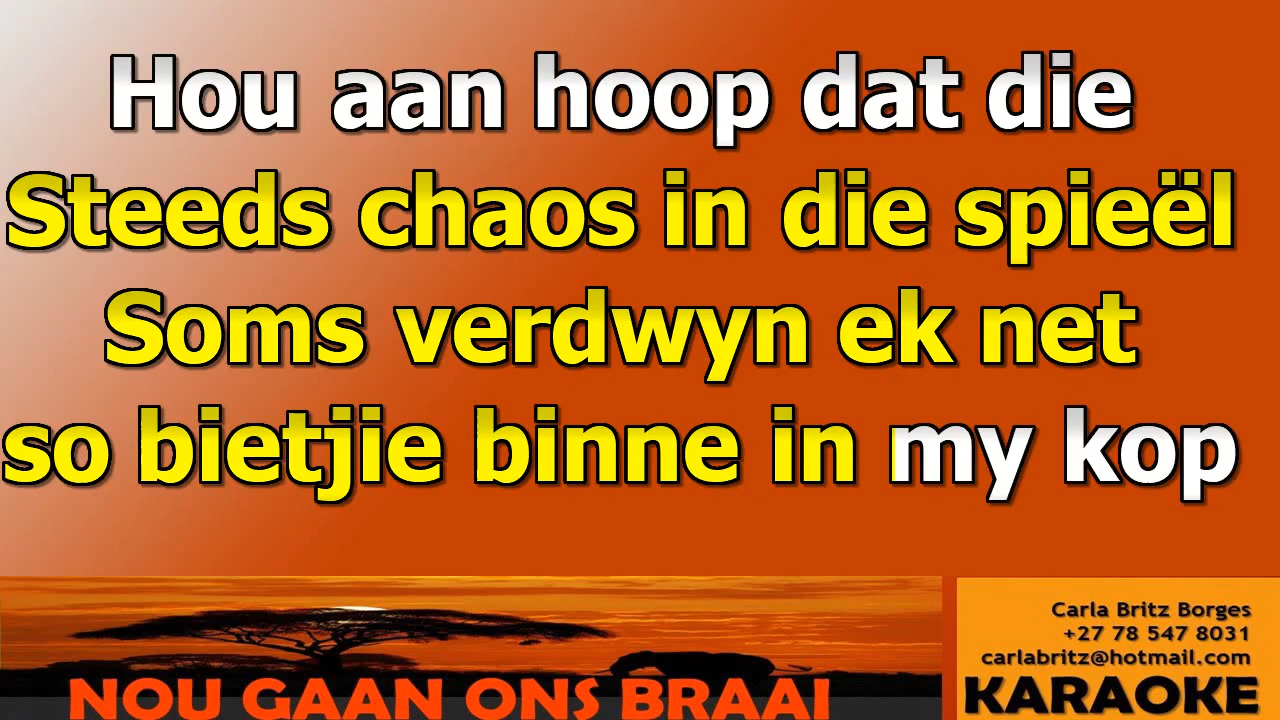 Hou aan hoop dat die
Steeds chaos in die spieël
Soms verdwyn ek net
so bietjie binne in my kop
NOU GAAN ONS BRAAI
Carla Britz Borges
+27 78 547 8031
carlabritz@hotmail.com
KARAOKE